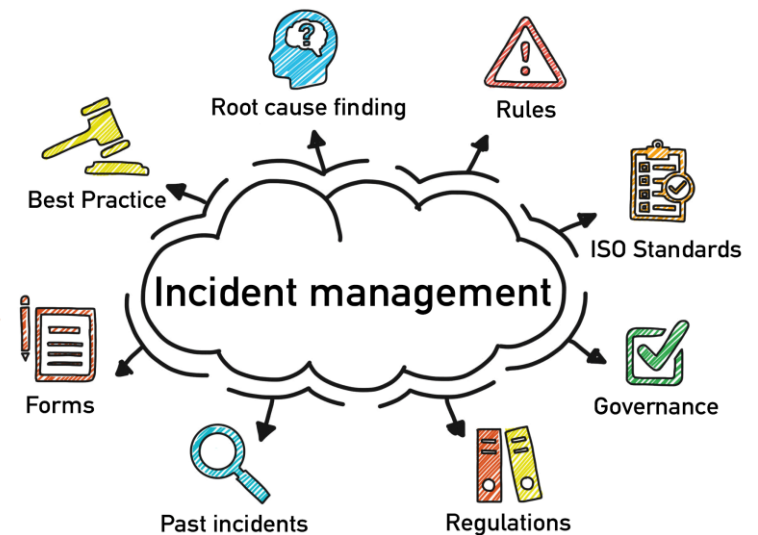 Root cause finding
Rules
Best Practice
ISO Standards
Incident management
Forms
Governance
Past incidents
Regulations